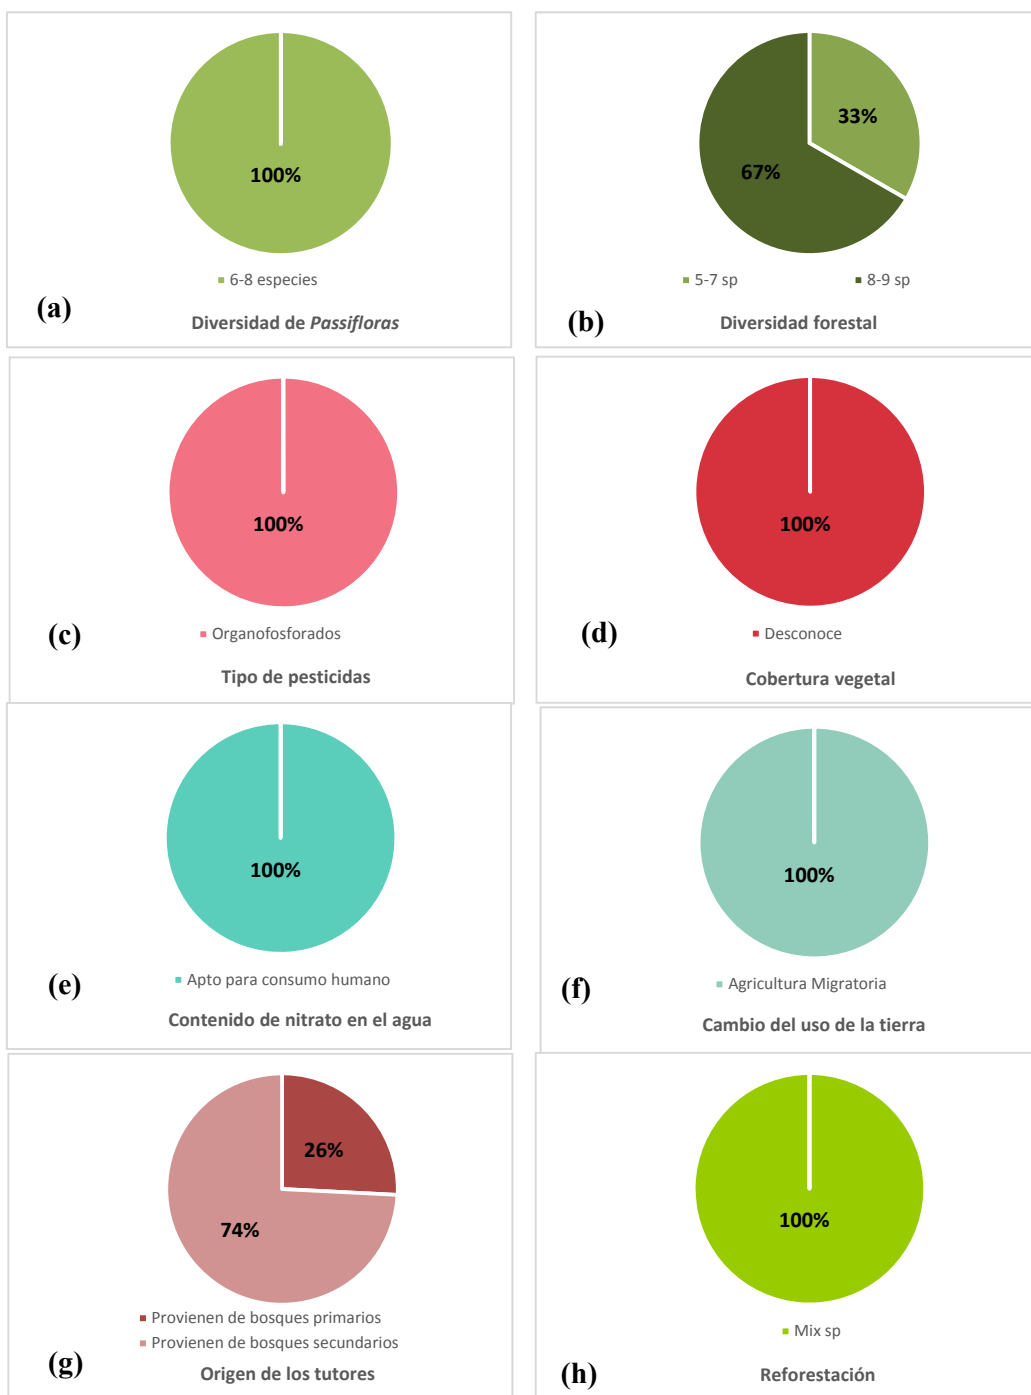 100%
6-8 especies
(a)
Diversidad de Passifloras
33%
67%
5-7 sp 8-9 sp
(b)
Diversidad forestal
100%
Organofosforados
(c)
Tipo de pesticidas
100%
Desconoce
(d)
Cobertura vegetal
100%
Apto para consumo humano
(e)
Contenido de nitrato en el agua
100%
Agricultura Migratoria
(f)
Cambio del uso de la tierra
26%
74%
Provienen de bosques primarios
Provienen de bosques secundarios
(g)
Origen de los tutores
100%
Mix sp
(h)
Reforestación